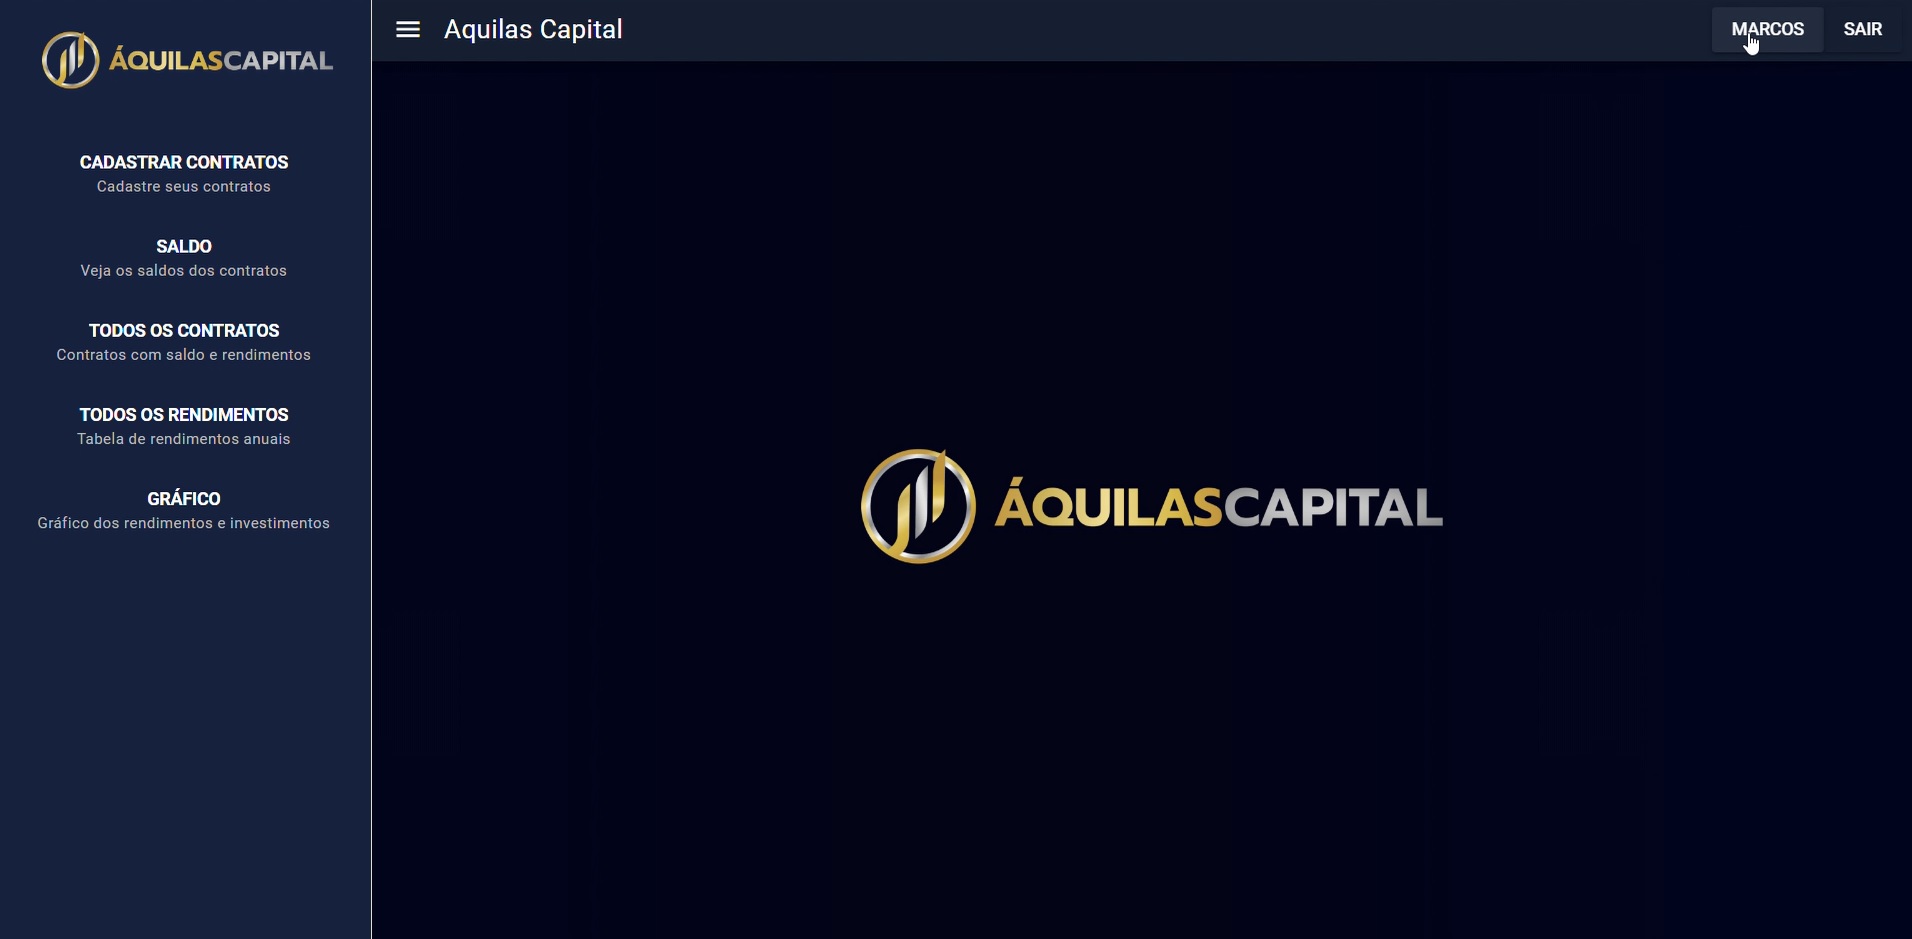 ÁQUILASCAPITAL
Aquilas Capital
MARCOS
SAIR
CADASTRAR CONTRATOS
Cadastre seus contratos
SALDO
Veja os saldos dos contratos
TODOS OS CONTRATOS
Contratos com saldo e rendimentos
TODOS OS RENDIMENTOS
Tabela de rendimentos anuais
GRÁFICO
Gráfico dos rendimentos e investimentos
ÁQUILASCAPITAL